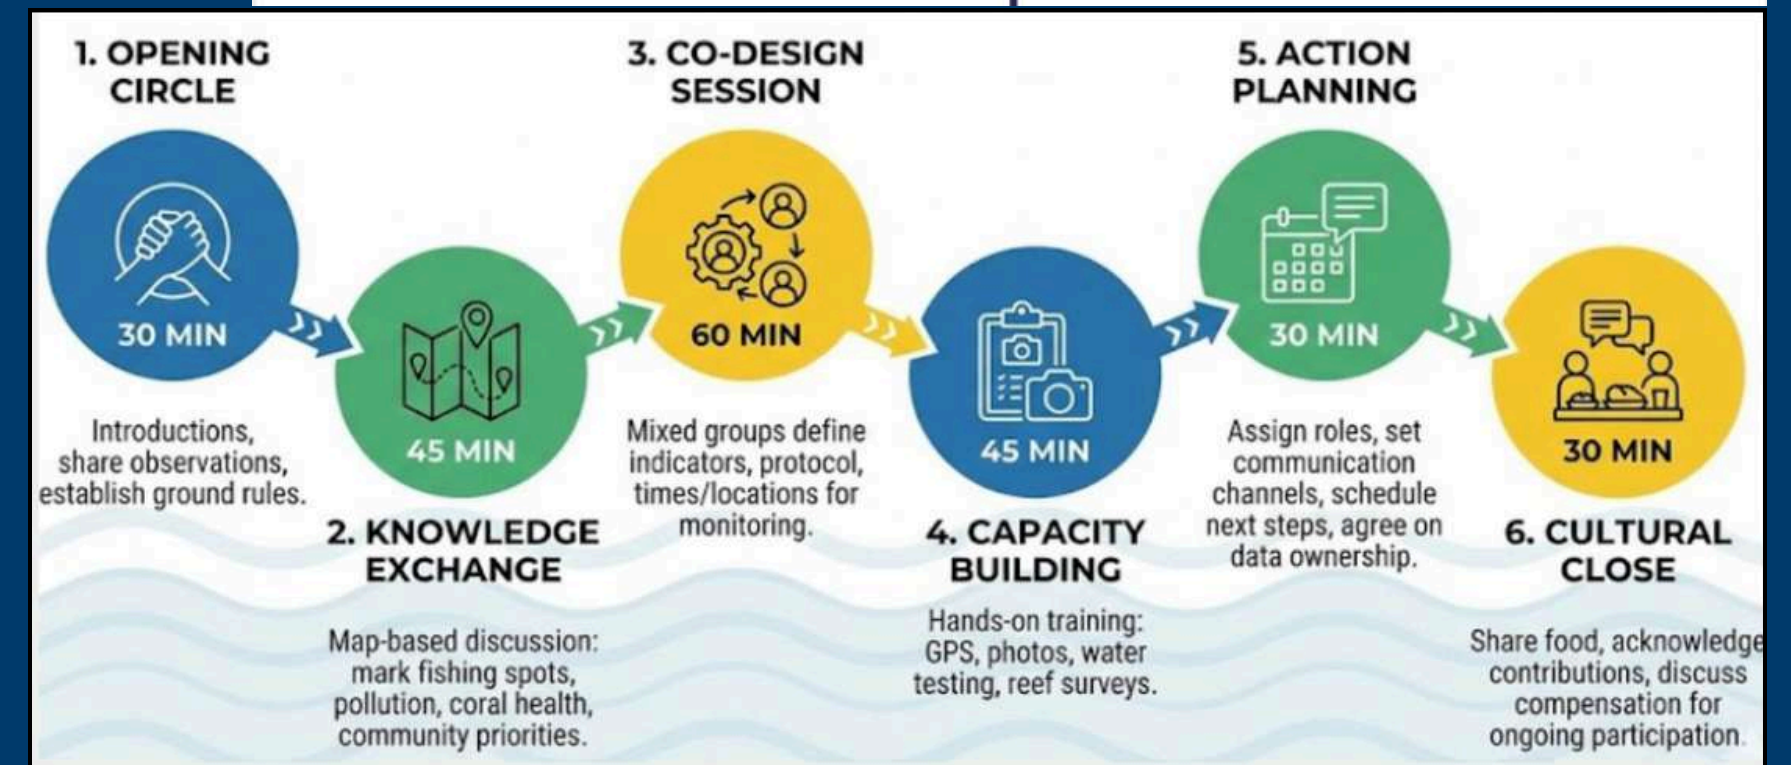 1. OPENING
CIRCLE
30 MIN
Introductions,
share observations,
establish ground rules.
45 MIN
2. KNOWLEDGE
EXCHANGE
Map-based discussion:
mark fishing spots,
pollution, coral health,
community priorities.
3. CO-DESIGN
SESSION
60 MIN
Mixed groups define
indicators, protocol,
times/locations for
monitoring.
45 MIN
4. CAPACITY
BUILDING
Hands-on training:
GPS, photos, water
testing, reef surveys.
5. ACTION
PLANNING
30 MIN
Assign roles, set
communication
channels, schedule
next steps, agree on
data ownership.
30 MIN
6. CULTURAL
CLOSE
Share food, acknowledge
contributions, discuss
compensation for
ongoing participation.